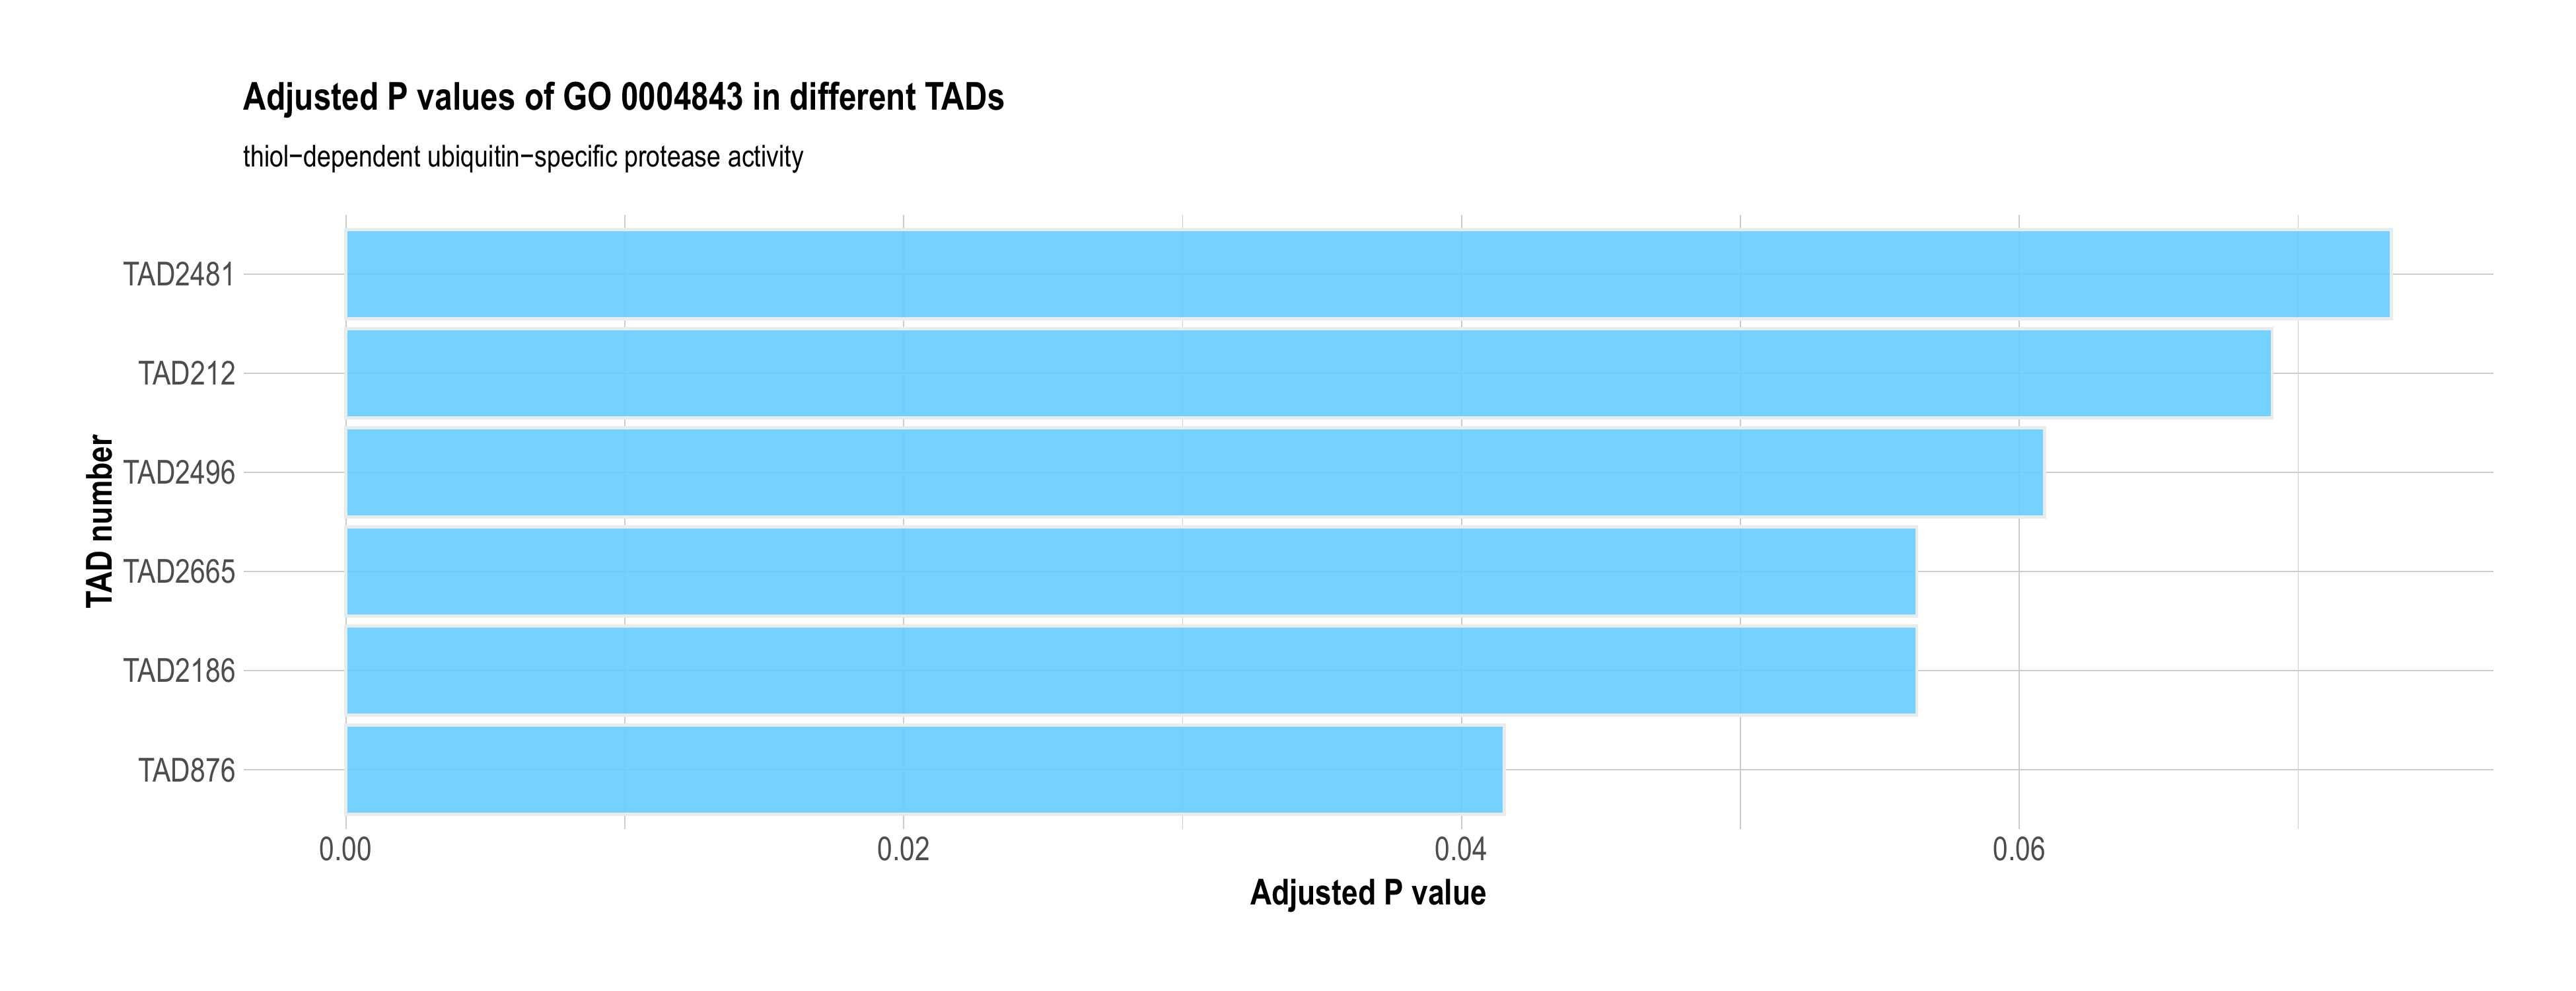 Adjusted P values of GO 0004843 in different TADs
thiol−dependent ubiquitin−specific protease activity
TAD number
TAD2481
TAD212
TAD2496
TAD2665
TAD2186
TAD876
0.00 0.02 0.04 0.06
Adjusted P value